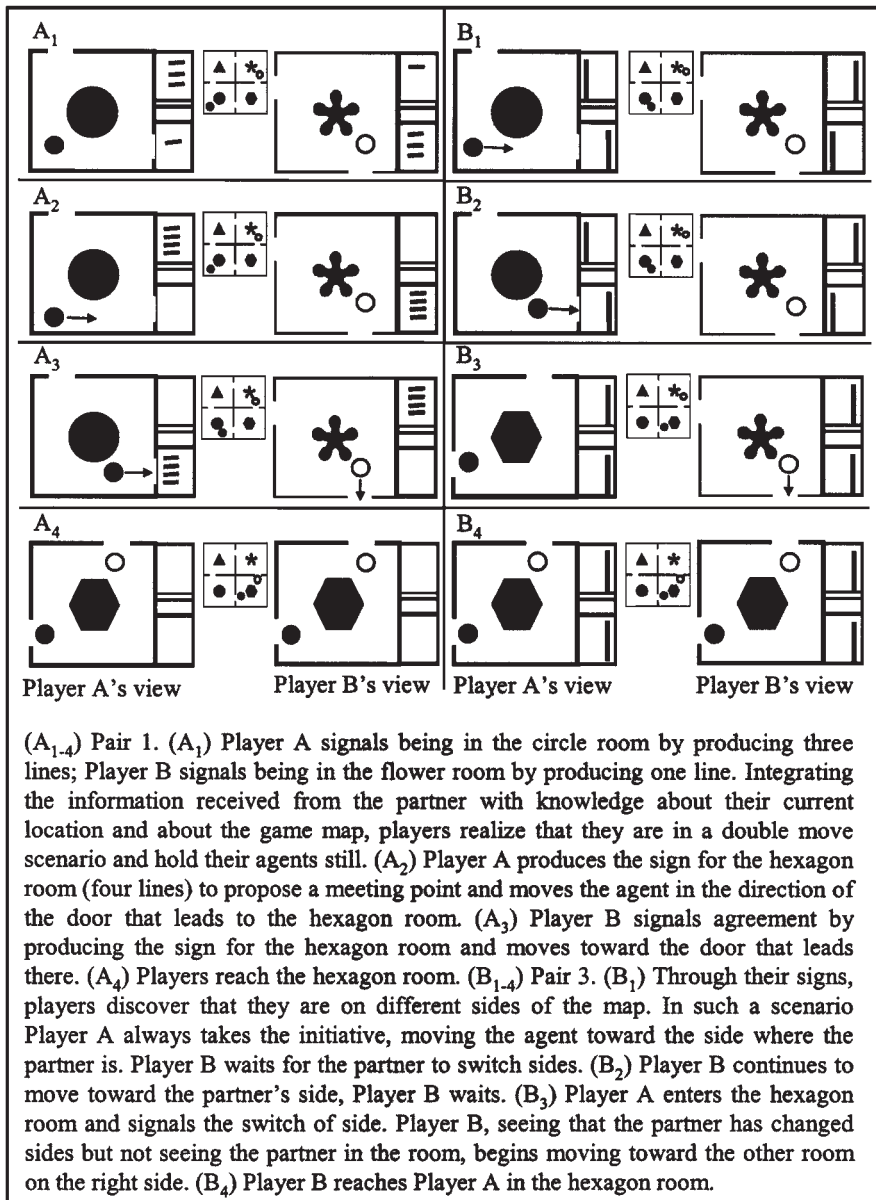 A1 B1
A2 B2
A3 B3
A4 B4
Player A's view Player B's view Player A's view Player B's view
(A1-4) Pair 1. (A1) Player A signals being in the circle room by producing three
lines; Player B signals being in the flower room by producing one line. Integrating
the information received from the partner with knowledge about their current
location and about the game map, players realize that they are in a double move
scenario and hold their agents still. (A2) Player A produces the sign for the hexagon
room (four lines) to propose a meeting point and moves the agent in the direction of
the door that leads to the hexagon room. (A3) Player B signals agreement by
producing the sign for the hexagon room and moves toward the door that leads
there. (A4) Players reach the hexagon room. (B1-4) Pair 3. (B1) Through their signs,
players discover that they are on different sides of the map. In such a scenario
Player A always takes the initiative, moving the agent toward the side where the
partner is. Player B waits for the partner to switch sides. (B2) Player B continues to
move toward the partner's side, Player B waits. (B3) Player A enters the hexagon
room and signals the switch of side. Player B, seeing that the partner has changed
sides but not seeing the partner in the room, begins moving toward the other room
on the right side. (B4) Player B reaches Player A in the hexagon room.